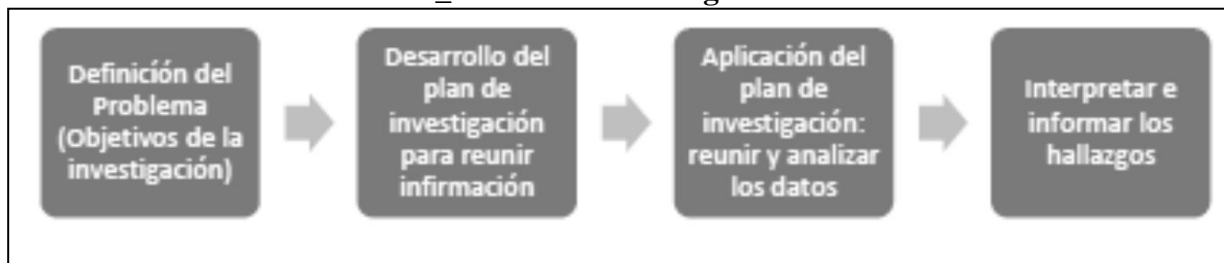 Definición del
Problema
(Objetivos de la
investigación)
Desarrollo del
plan de
investigación
para reunir
infirmación
Aplicación del
plan de
investigación:
reunir y analizar
los datos
Interpretar e
informar los
hallazgos